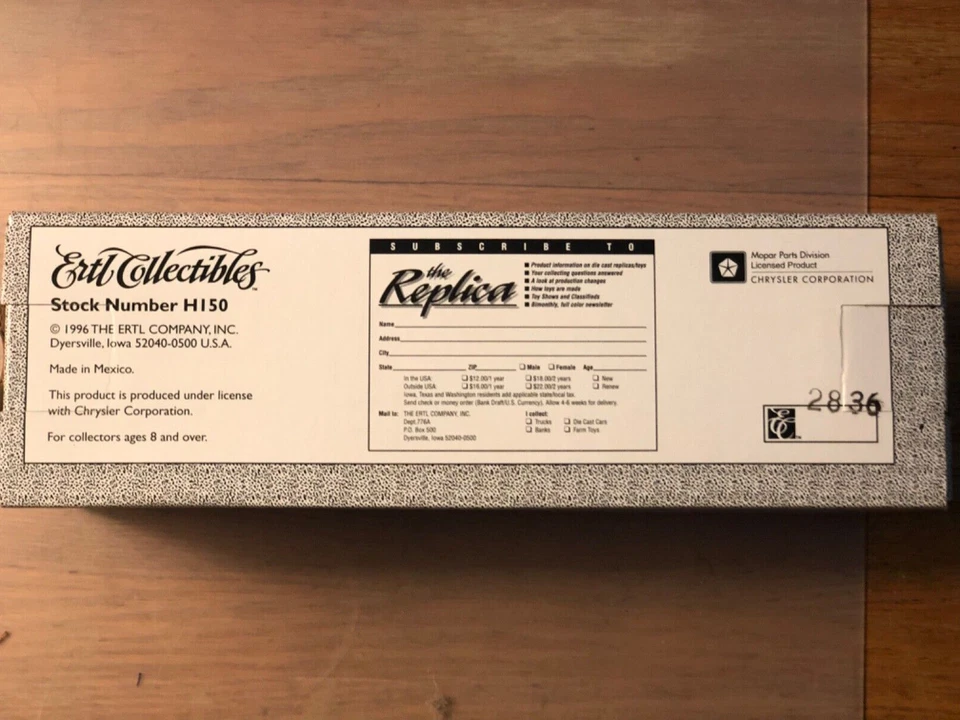 Ertl Collectibles™
Stock Number H150
© 1996 THE ERTL COMPANY, INC.
Dyersville, Iowa 52040-0500 U.S.A.
Made in Mexico.
This product is produced under license
with Chrysler Corporation.
For collectors ages 8 and over.
SUBSCRIBE TO
the
Replica
■ Product information on die cast replicas/toys
■ Your collecting questions answered
■ A look at production changes
■ How toys are made
■ Toy Shows and Classifieds
■ Bimonthly, full color newsletter
Name
Address
City
State ZIP ☐ Male ☐ Female Age
In the USA: ☐ $12.00/1 year ☐ $18.00/2 years ☐ New
Outside USA: ☐ $16.00/1 year ☐ $22.00/2 years ☐ Renew
Iowa, Texas and Washington residents add applicable state/local tax.
Send check or money order (Bank Draft/U.S. Currency). Allow 4-6 weeks for delivery.
Mail to: THE ERTL COMPANY, INC.
Dept.776A
P.O. Box 500
Dyersville, Iowa 52040-0500
I collect:
☐ Trucks ☐ Die Cast Cars
☐ Banks ☐ Farm Toys
Mopar Parts Division
Licensed Product
CHRYSLER CORPORATION
2836